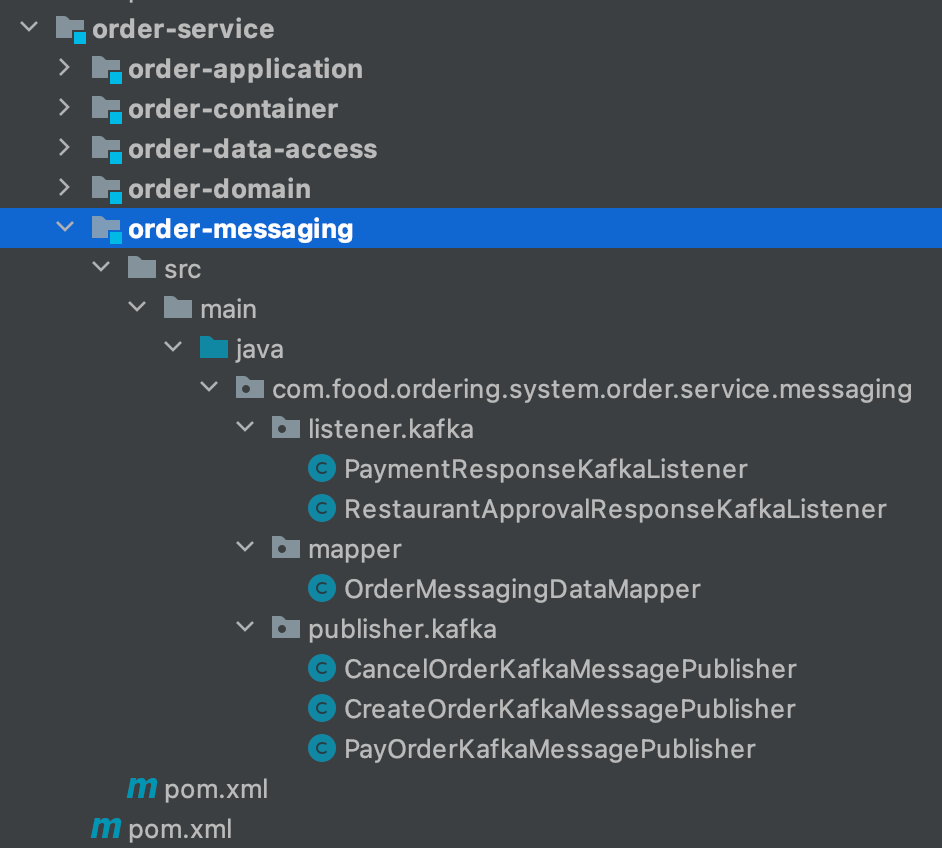 order-service
order-application
order-container
order-data-access
order-domain
order-messaging
src
main
java
com.food.ordering.system.order.service.messaging
listener.kafka
C PaymentResponseKafkaListener
C RestaurantApprovalResponseKafkaListener
mapper
C OrderMessagingDataMapper
publisher.kafka
C CancelOrderKafkaMessagePublisher
C CreateOrderKafkaMessagePublisher
C PayOrderKafkaMessagePublisher
m pom.xml
m pom.xml